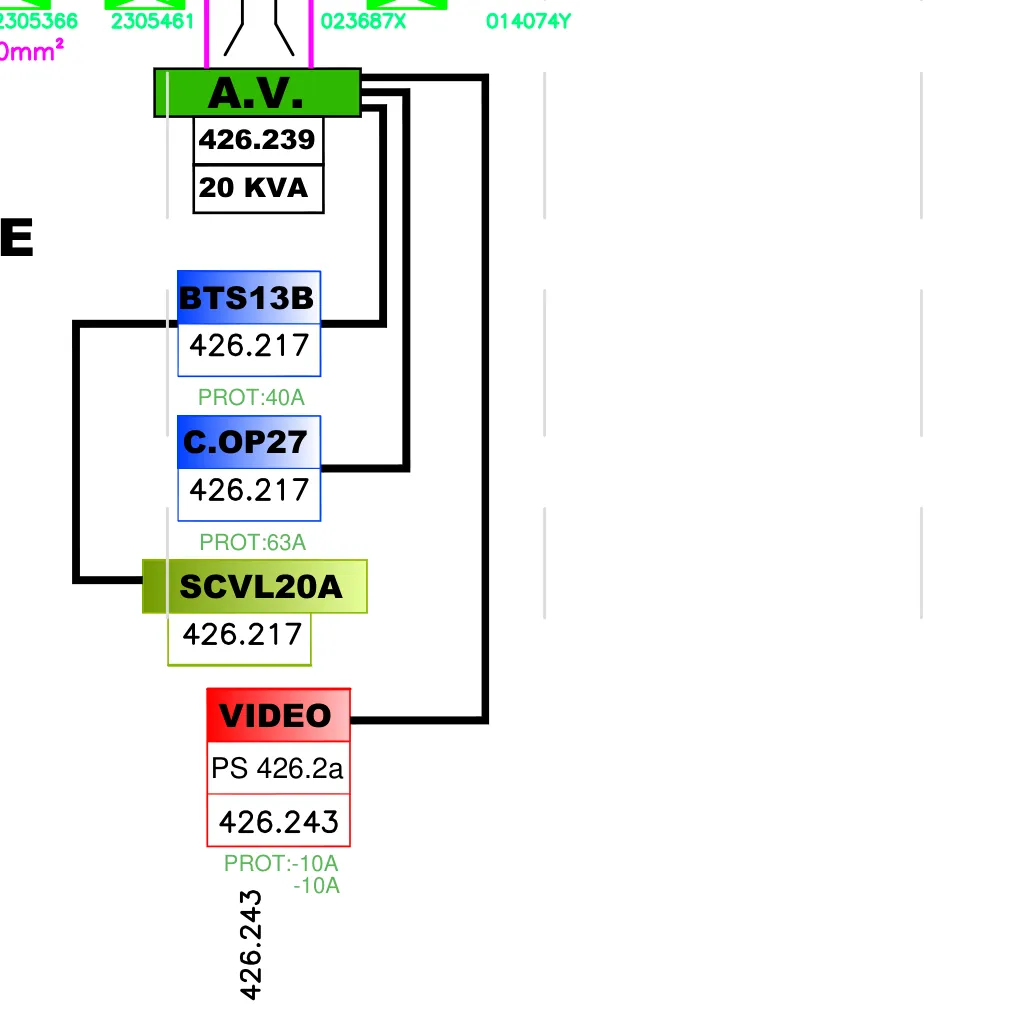 2305366 2305461 023687X 014074Y
0mm²
A.V.
426.239
20 KVA
E
BTS13B
426.217
PROT:40A
C.OP27
426.217
PROT:63A
SCVL20A
426.217
VIDEO
PS 426.2a
426.243
PROT:-10A
-10A
426.243